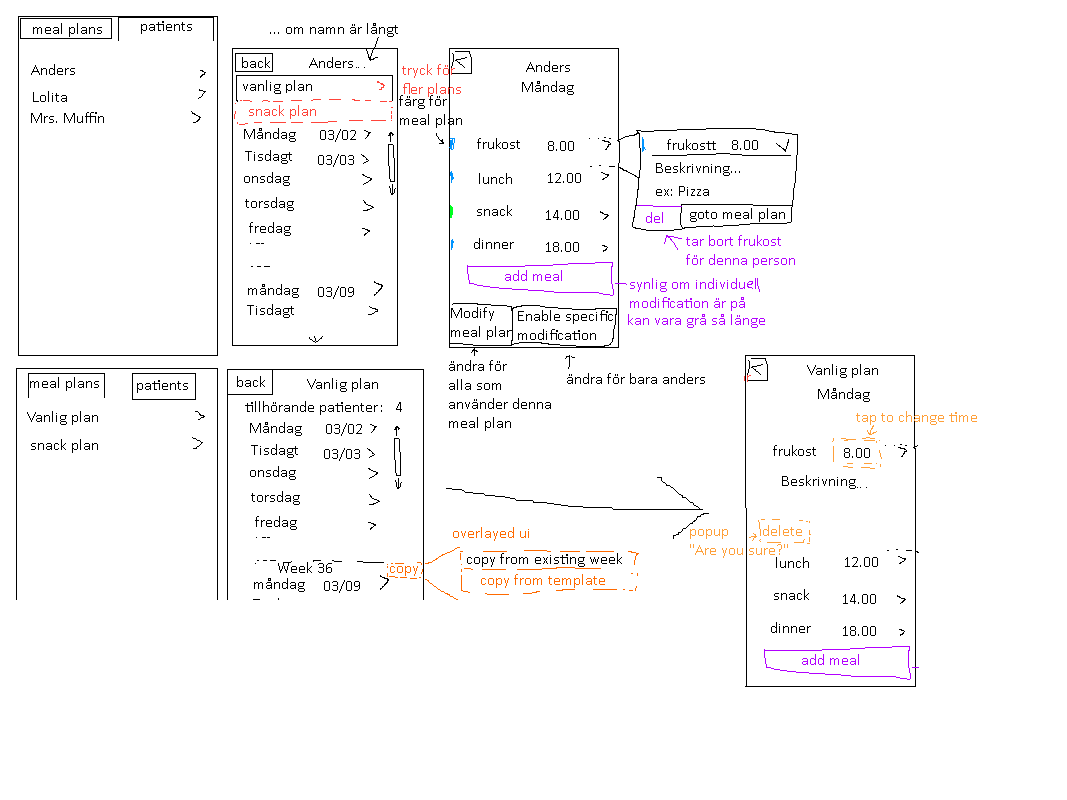 meal plans
patients
Anders
Lolita
Mrs. Muffin
... om namn är långt
back
Anders...
vanlig plan
snack plan
tryck för
fler plans
färg för
meal plan
Måndag 03/02
Tisdagt 03/03
onsdag
torsdag
fredag
måndag 03/09
Tisdagt
<
Anders
Måndag
frukost 8.00
lunch 12.00
snack 14.00
dinner 18.00
add meal
Modify
meal plan
Enable specific
modification
frukostt 8.00
Beskrivning...
ex: Pizza
del
goto meal plan
tar bort frukost
för denna person
synlig om individuell
modification är på
kan vara grå så länge
ändra för
alla som
använder denna
meal plan
ändra för bara anders
meal plans
patients
Vanlig plan
snack plan
back
Vanlig plan
tillhörande patienter: 4
Måndag 03/02
Tisdagt 03/03
onsdag
torsdag
fredag
Week 36
copy
måndag 03/09
overlayed ui
copy from existing week
copy from template
<
Vanlig plan
Måndag
tap to change time
frukost 8.00
Beskrivning...
popup
"Are you sure?"
delete
lunch 12.00
snack 14.00
dinner 18.00
add meal